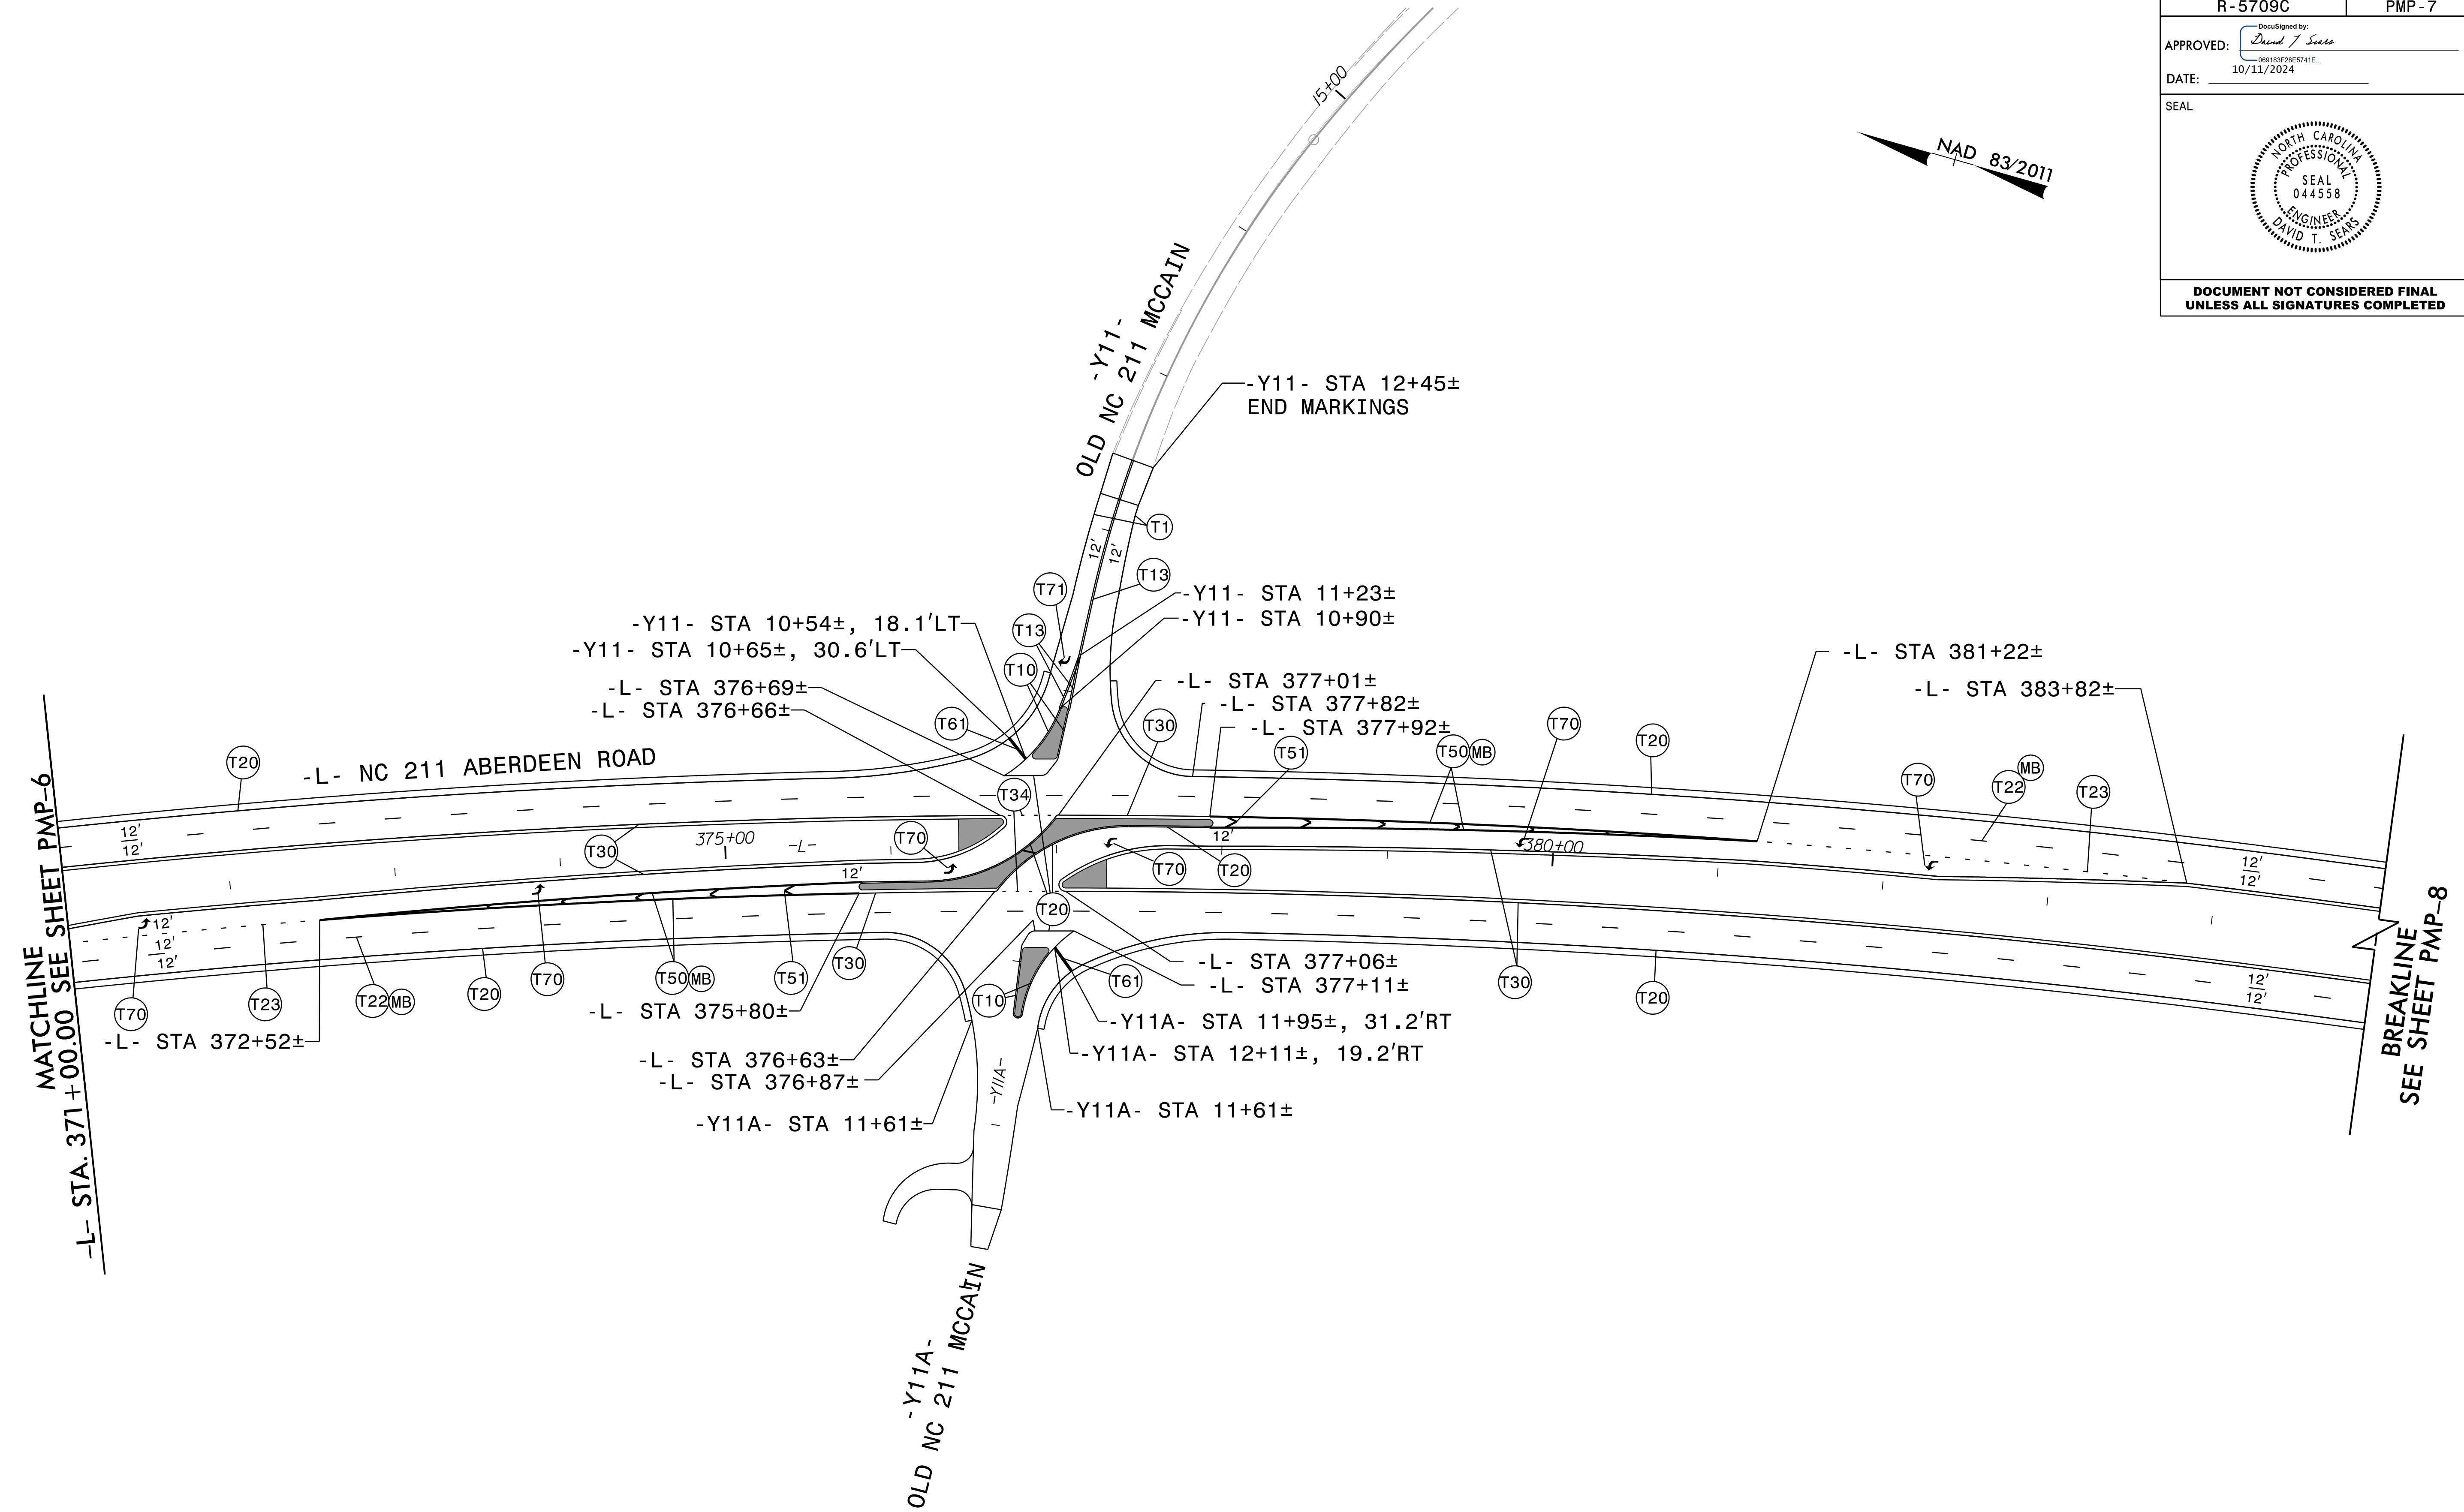 R-5709C
PMP-7
DocuSigned by:
APPROVED:
David T Sears
069183F28E5741E...
DATE: 10/11/2024
SEAL
NORTH CAROLINA
PROFESSIONAL
SEAL
044558
ENGINEER
DAVID T. SEARS
DOCUMENT NOT CONSIDERED FINAL
UNLESS ALL SIGNATURES COMPLETED
NAD 83/2011
15+00
-Y11-
OLD NC 211 MCCAIN
-Y11- STA 12+45±
END MARKINGS
T1
12'
12'
T13
T71
T13
T10
-Y11- STA 11+23±
-Y11- STA 10+90±
-Y11- STA 10+54±, 18.1'LT
-Y11- STA 10+65±, 30.6'LT
-L- STA 376+69±
-L- STA 376+66±
T61
-L- STA 377+01±
-L- STA 377+82±
-L- STA 377+92±
T30
T51
T50
MB
T70
T20
-L- STA 381+22±
-L- STA 383+82±
T70
MB
T22
T23
MATCHLINE
-L- STA. 371+00.00 SEE SHEET PMP-6
T20
-L- NC 211 ABERDEEN ROAD
12'
12'
T30
375+00
-L-
T34
T70
12'
12'
T70
T20
380+00
12'
12'
12'
12'
12'
T70
T23
T22
MB
T20
T70
T50
MB
T51
T30
T20
T10
T61
T30
T20
12'
12'
BREAKLINE
SEE SHEET PMP-8
-L- STA 372+52±
-L- STA 375+80±
-L- STA 376+63±
-L- STA 376+87±
-Y11A- STA 11+61±
-L- STA 377+06±
-L- STA 377+11±
-Y11A- STA 11+95±, 31.2'RT
-Y11A- STA 12+11±, 19.2'RT
-Y11A- STA 11+61±
-Y11A-
-Y11A-
OLD NC 211 MCCAIN